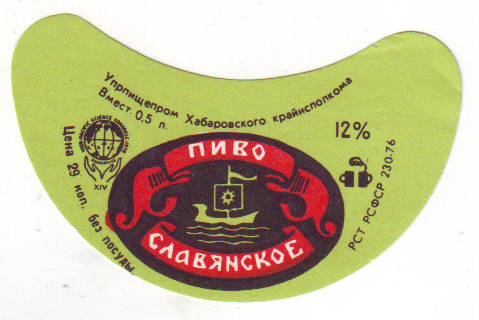 Упрпищепром Хабаровского крайисполкома
Вмест. 0,5 л.
12%
XIV
Цена 29 коп. без посуды.
ПИВО
СЛАВЯНСКОЕ
РСТ РСФСР 230-76